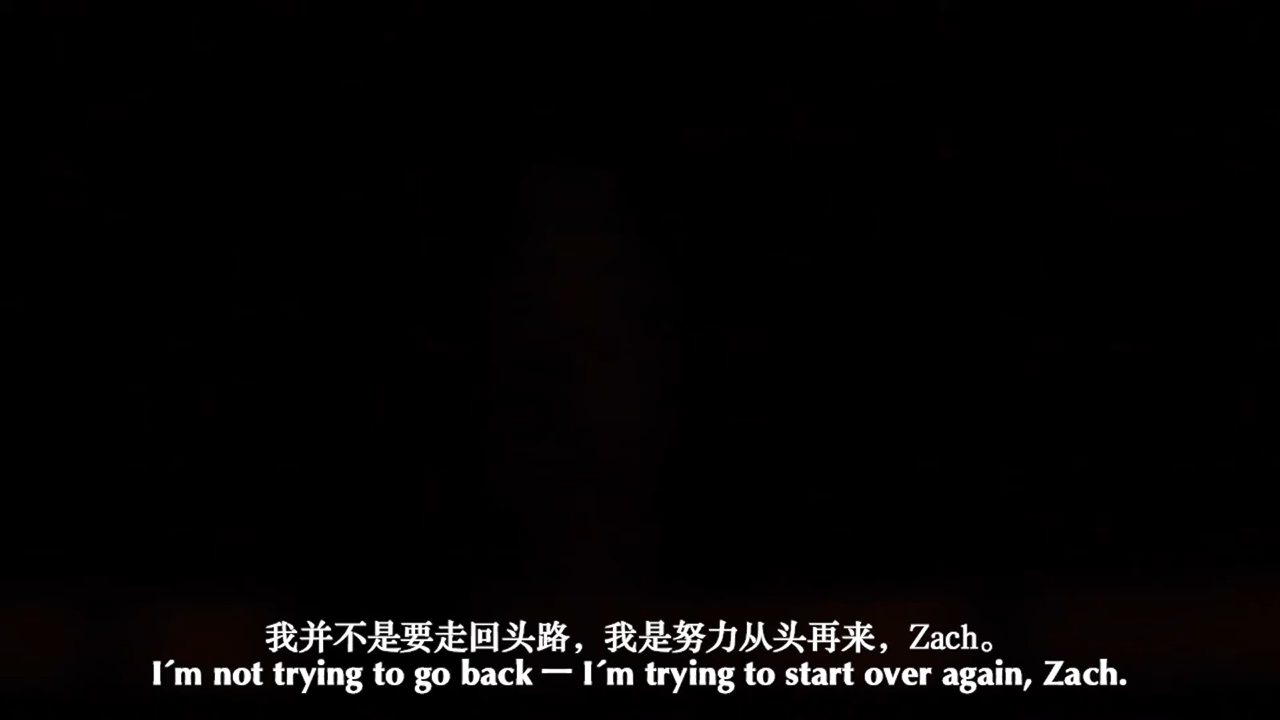 我并不是要走回头路，我是努力从头再来，Zach。
I´m not trying to go back — I´m trying to start over again, Zach.